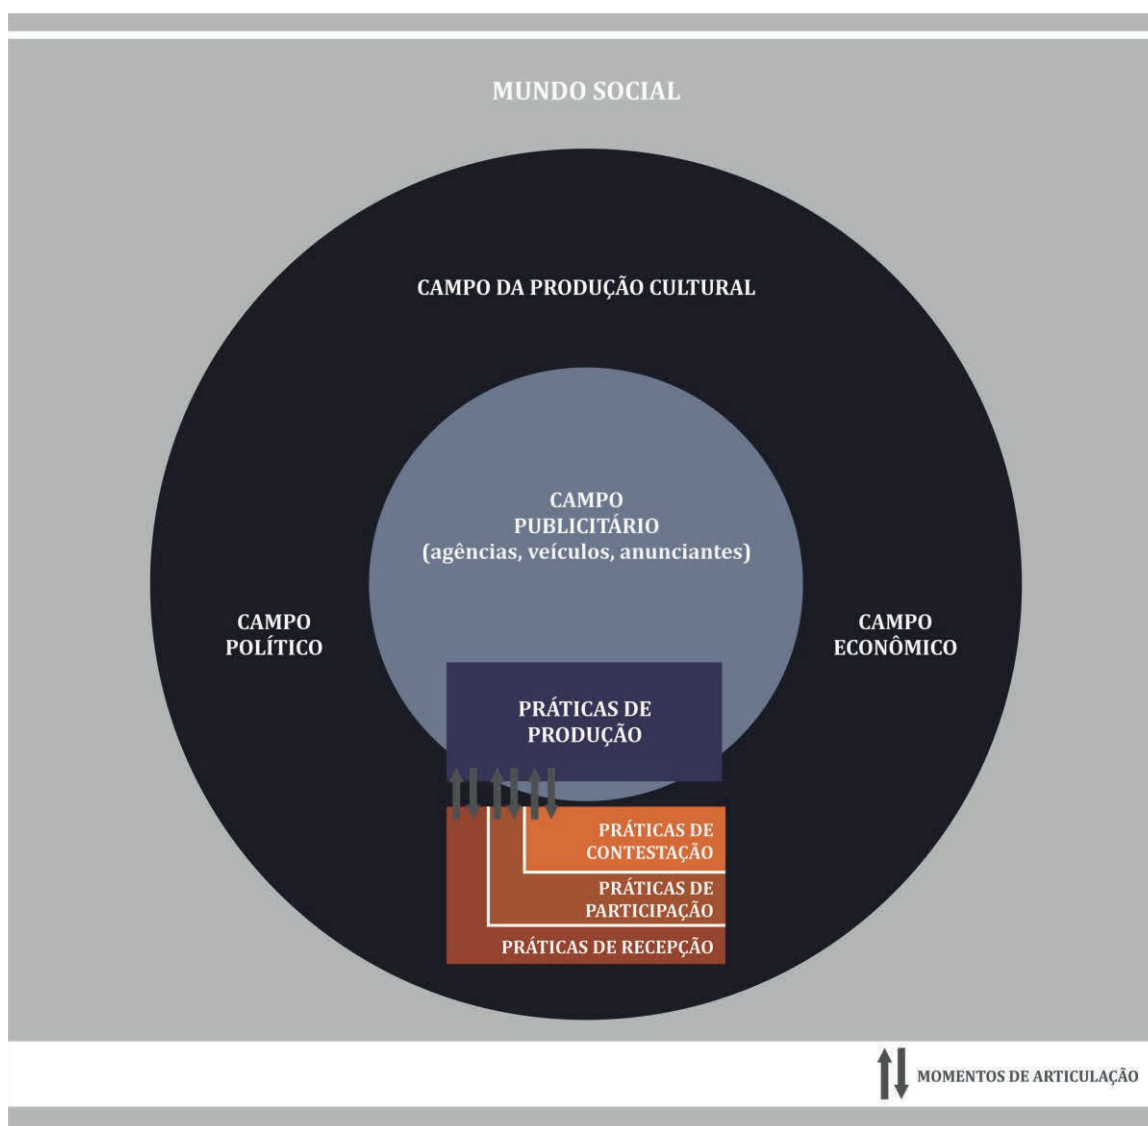 MUNDO SOCIAL
CAMPO DA PRODUÇÃO CULTURAL
CAMPO
PUBLICITÁRIO
(agências, veículos, anunciantes)
CAMPO
POLÍTICO
CAMPO
ECONÔMICO
PRÁTICAS DE
PRODUÇÃO
PRÁTICAS DE
CONTESTAÇÃO
PRÁTICAS DE
PARTICIPAÇÃO
PRÁTICAS DE RECEPÇÃO
MOMENTOS DE ARTICULAÇÃO